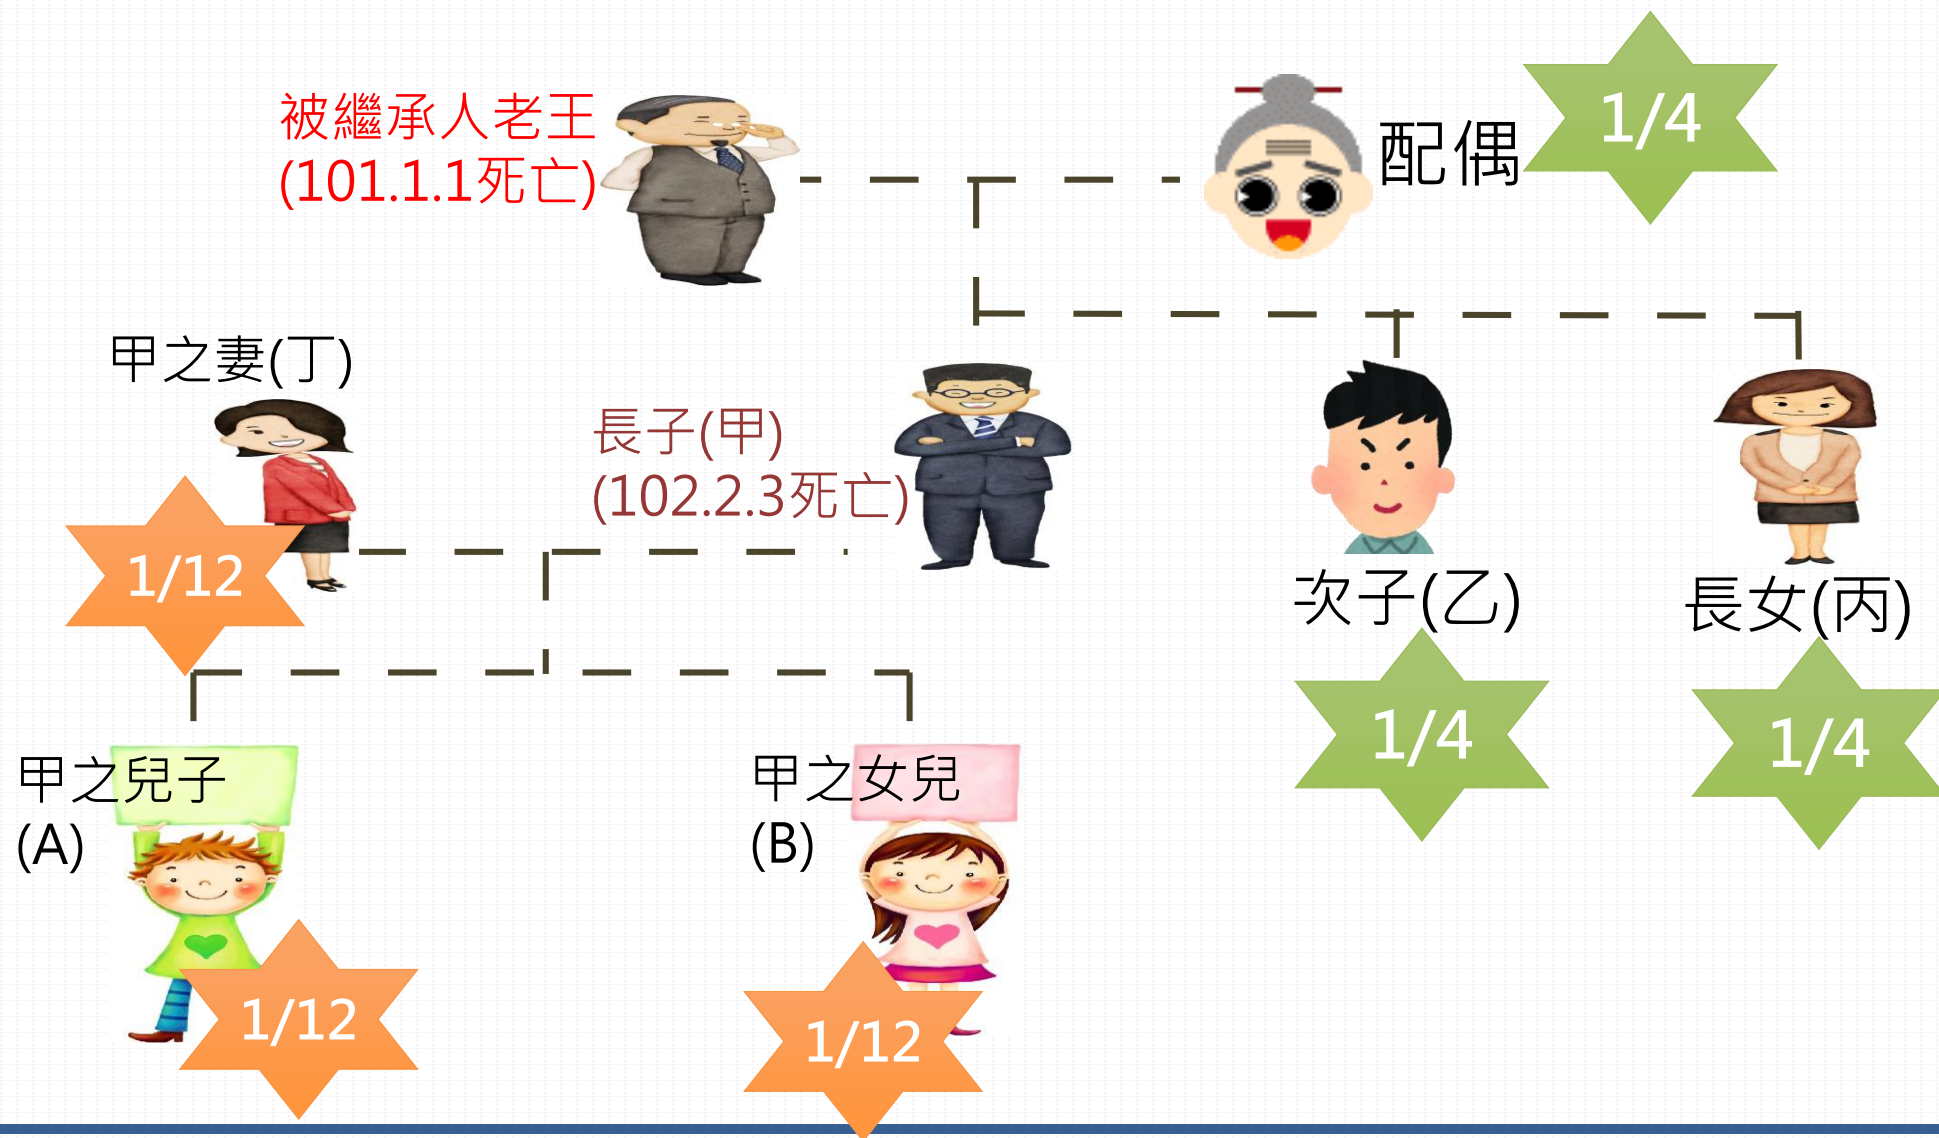 被繼承人老王
(101.1.1死亡)
配偶
1/4
甲之妻(丁)
1/12
長子(甲)
(102.2.3死亡)
次子(乙)
1/4
長女(丙)
1/4
甲之兒子
(A)
1/12
甲之女兒
(B)
1/12